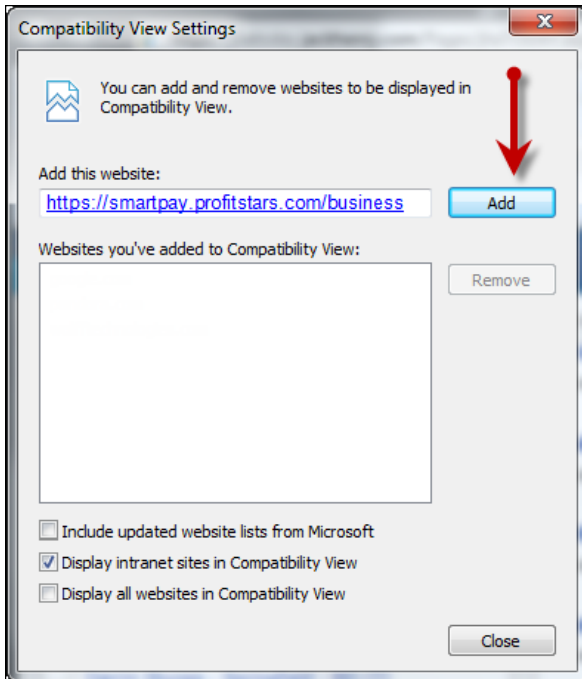 Compatibility View Settings
You can add and remove websites to be displayed in
Compatibility View.
Add this website:
https://smartpay.profitstars.com/business
Add
Websites you've added to Compatibility View:
Remove
Include updated website lists from Microsoft
Display intranet sites in Compatibility View
Display all websites in Compatibility View
Close